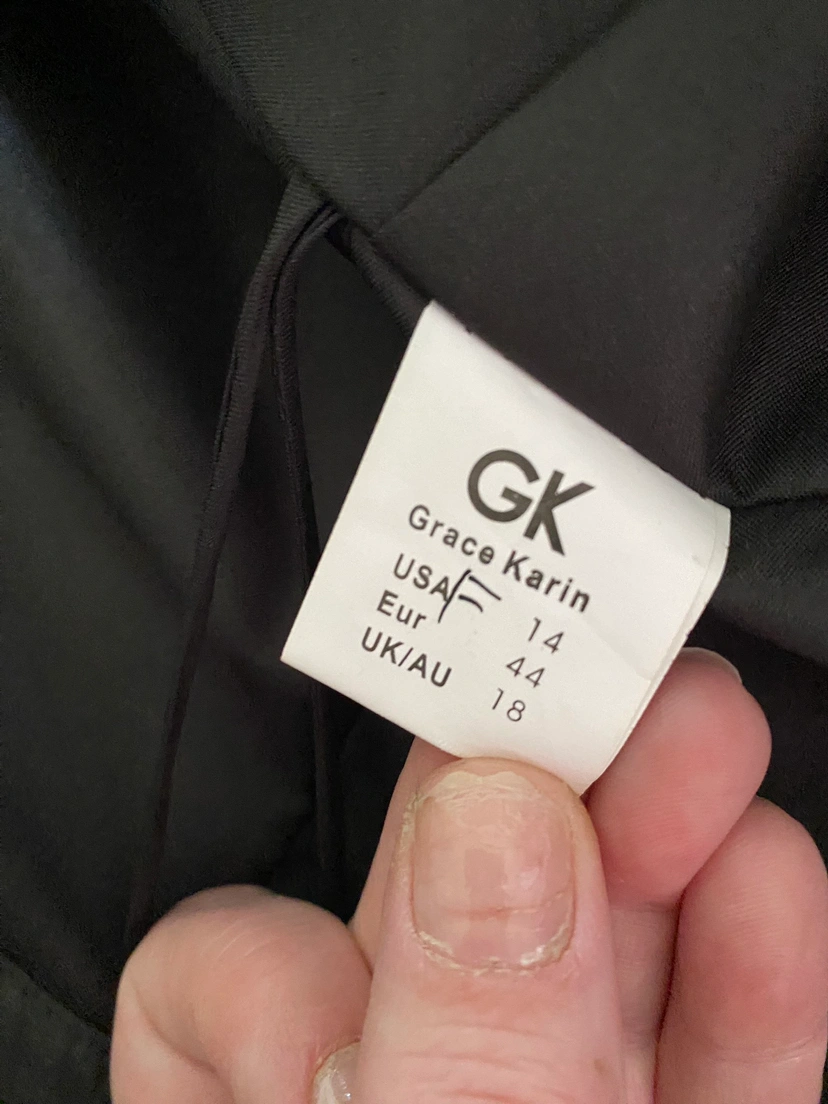 GK
Grace Karin
USA F 14
Eur 44
UK/AU 18